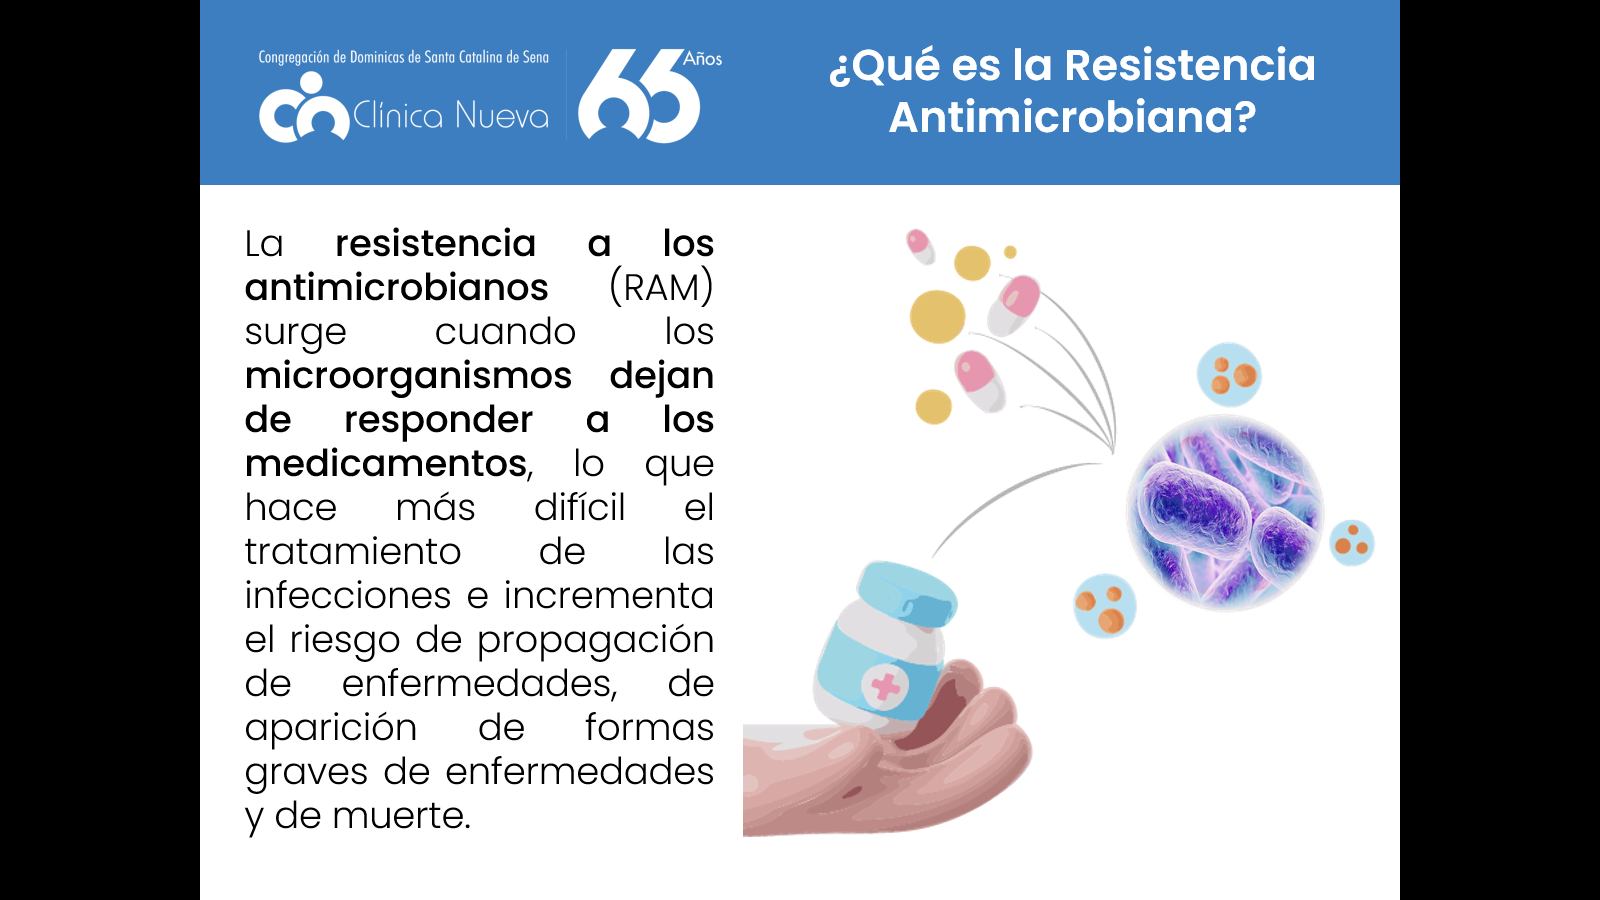 Congregación de Dominicas de Santa Catalina de Sena
Clínica Nueva
65 Años
¿Qué es la Resistencia
Antimicrobiana?
La resistencia a los
antimicrobianos (RAM)
surge cuando los
microorganismos dejan
de responder a los
medicamentos, lo que
hace más difícil el
tratamiento de las
infecciones e incrementa
el riesgo de propagación
de enfermedades, de
aparición de formas
graves de enfermedades
y de muerte.